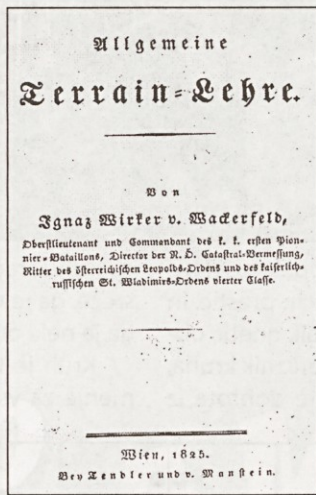 Allgemeine
Terrain-Lehre.
Von
Ignaz Wirker v. Wackerfeld,
Oberstlieutenant und Commandant des k. k. ersten Pion-
nier-Bataillons, Director der N. Ö. Catastral-Vermessung,
Ritter des österreichischen Leopolds-Ordens und des kaiserlich-
russischen St. Wladimirs-Ordens vierter Classe.
Wien, 1825.
Bey Tendler und v. Manstein.